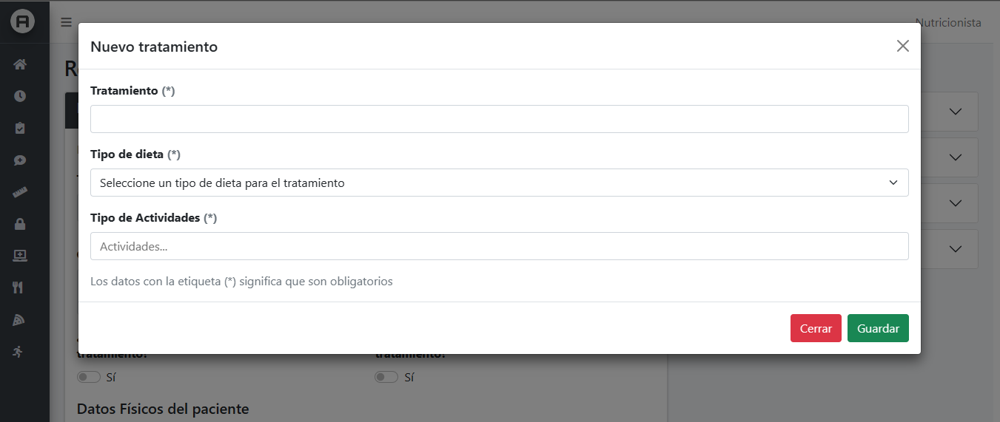 A
Nutricionista
R
Nuevo tratamiento
Tratamiento (*)
Tipo de dieta (*)
Seleccione un tipo de dieta para el tratamiento
Tipo de Actividades (*)
Actividades...
Los datos con la etiqueta (*) significa que son obligatorios
Cerrar Guardar
tratamiento? tratamiento?
Sí Sí
Datos Físicos del paciente